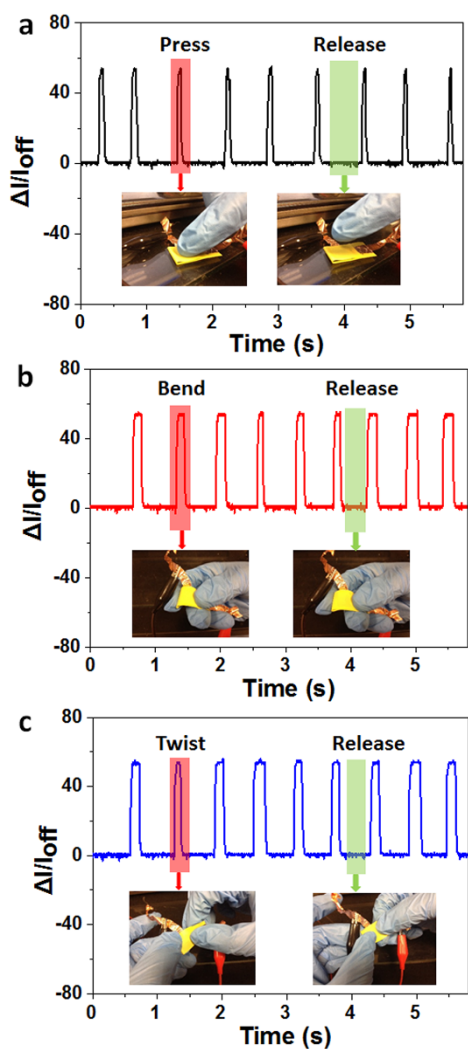 a
80
Press
Release
40
0
-40
-80
ΔI/Ioff
0 1 2 3 4 5
Time (s)
b
80
Bend
Release
40
0
-40
-80
ΔI/Ioff
0 1 2 3 4 5
Time (s)
c
80
Twist
Release
40
0
-40
-80
ΔI/Ioff
0 1 2 3 4 5
Time (s)